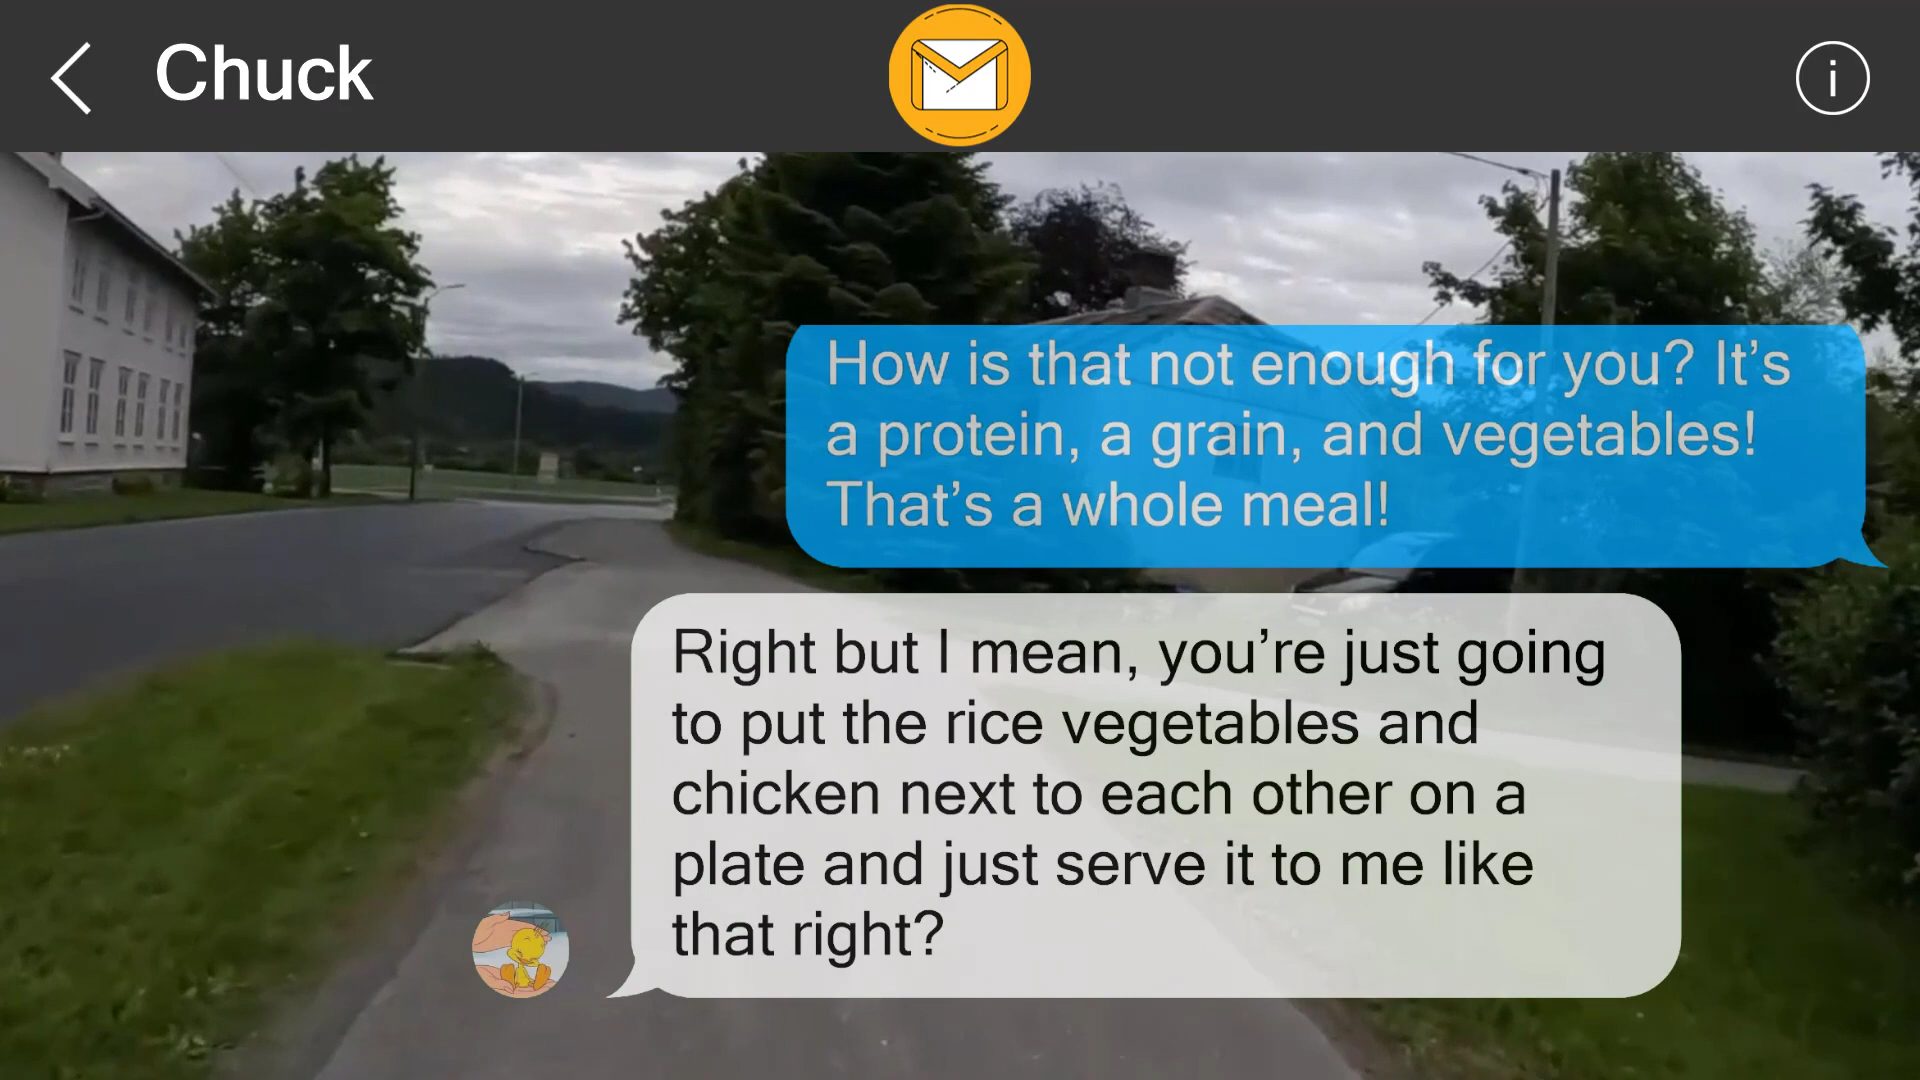 Chuck
i
How is that not enough for you? It’s
a protein, a grain, and vegetables!
That’s a whole meal!
Right but I mean, you’re just going
to put the rice vegetables and
chicken next to each other on a
plate and just serve it to me like
that right?